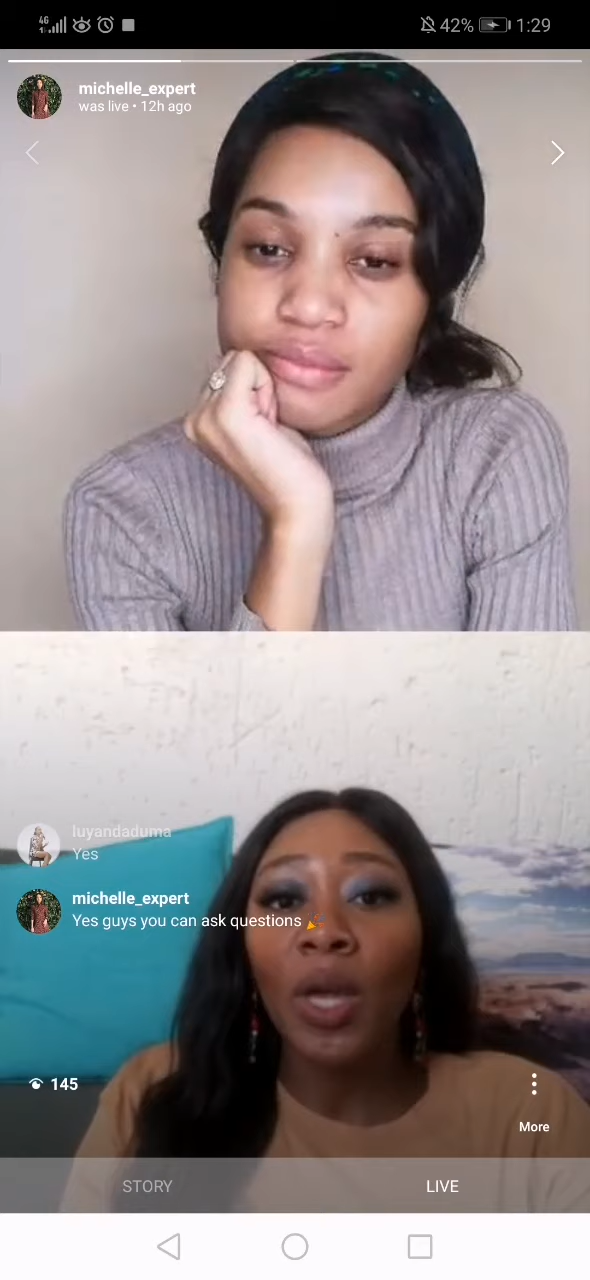 4G 42% 1:29
michelle_expert
was live • 12h ago
luyandaduma
Yes
michelle_expert
Yes guys you can ask questions 🎉
145
More
STORY LIVE